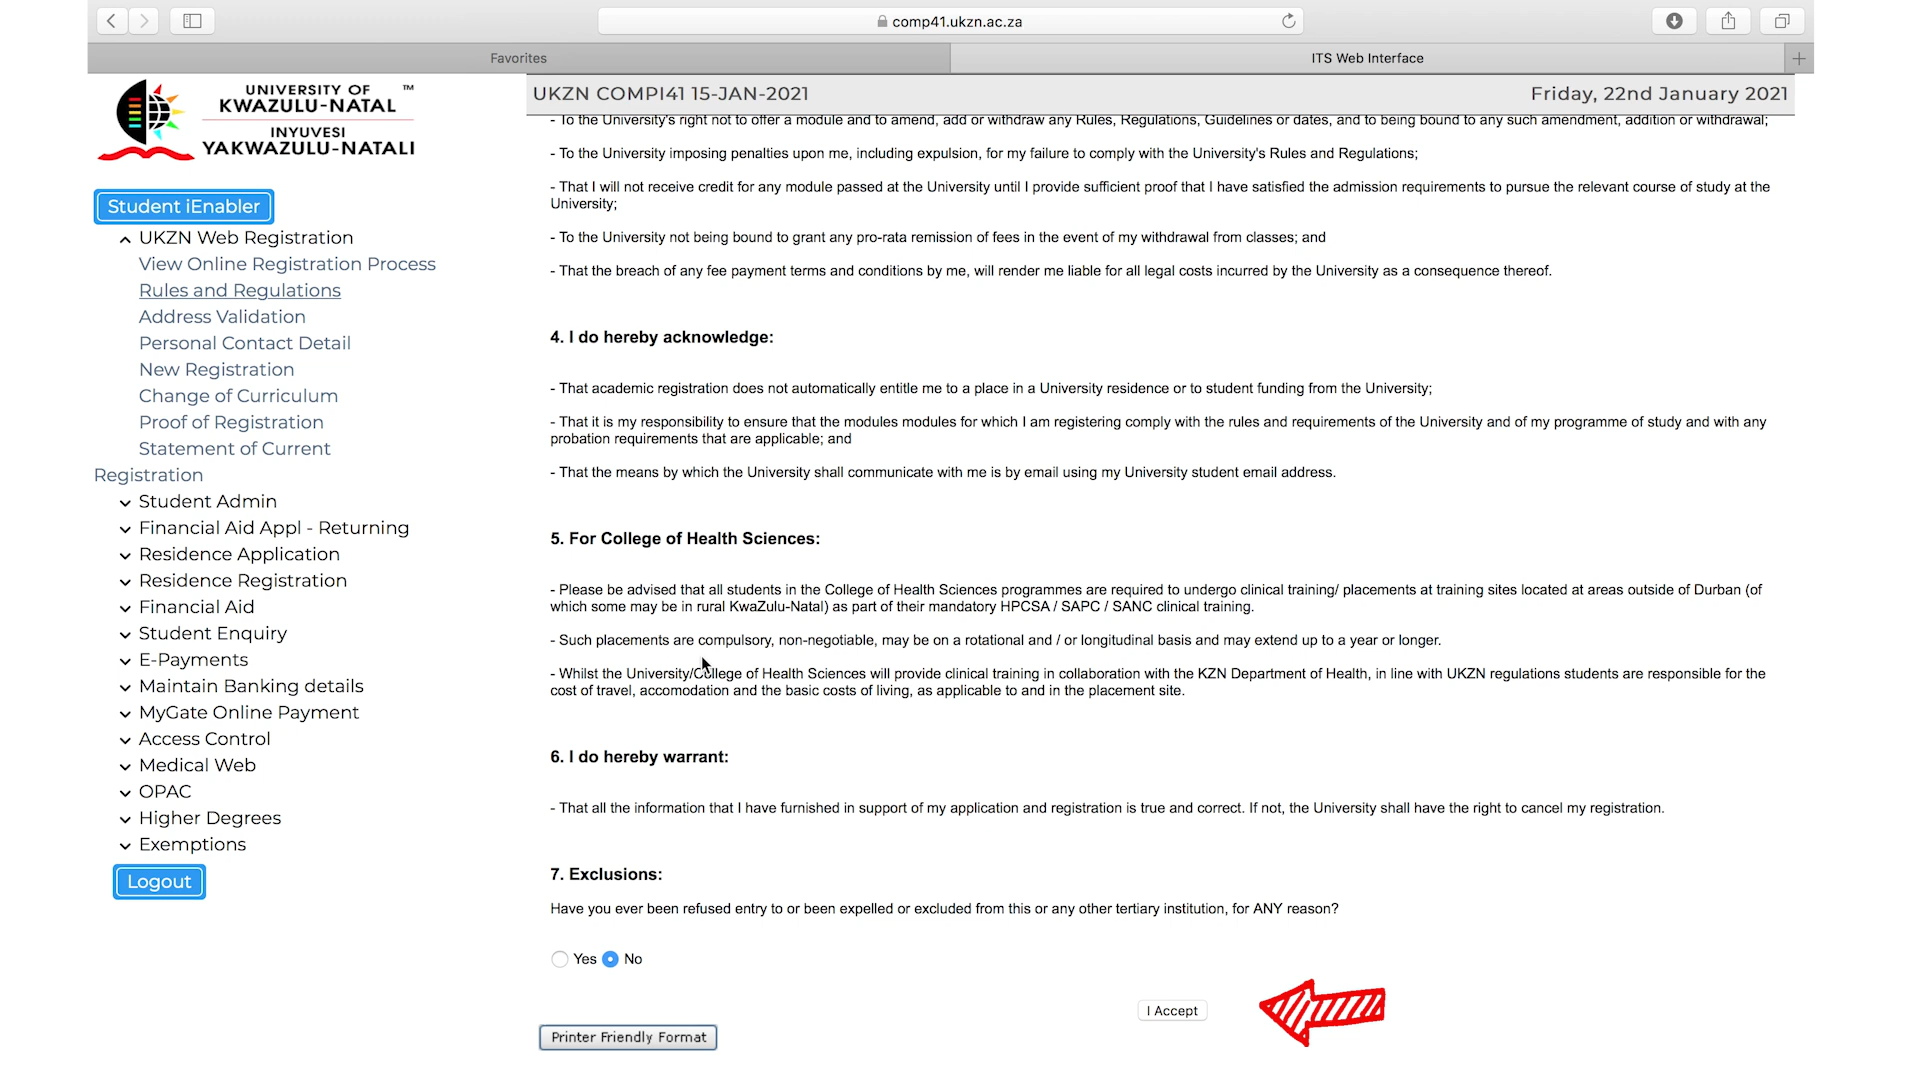 comp41.ukzn.ac.za
Favorites
ITS Web Interface
UNIVERSITY OF
KWAZULU-NATAL ™
INYUVESI
YAKWAZULU-NATALI
UKZN COMPI41 15-JAN-2021
Friday, 22nd January 2021
Student iEnabler
UKZN Web Registration
View Online Registration Process
Rules and Regulations
Address Validation
Personal Contact Detail
New Registration
Change of Curriculum
Proof of Registration
Statement of Current
Registration
Student Admin
Financial Aid Appl - Returning
Residence Application
Residence Registration
Financial Aid
Student Enquiry
E-Payments
Maintain Banking details
MyGate Online Payment
Access Control
Medical Web
OPAC
Higher Degrees
Exemptions
Logout
- To the University's right not to offer a module and to amend, add or withdraw any Rules, Regulations, Guidelines or dates, and to being bound to any such amendment, addition or withdrawal;
- To the University imposing penalties upon me, including expulsion, for my failure to comply with the University's Rules and Regulations;
- That I will not receive credit for any module passed at the University until I provide sufficient proof that I have satisfied the admission requirements to pursue the relevant course of study at the
University;
- To the University not being bound to grant any pro-rata remission of fees in the event of my withdrawal from classes; and
- That the breach of any fee payment terms and conditions by me, will render me liable for all legal costs incurred by the University as a consequence thereof.
4. I do hereby acknowledge:
- That academic registration does not automatically entitle me to a place in a University residence or to student funding from the University;
- That it is my responsibility to ensure that the modules modules for which I am registering comply with the rules and requirements of the University and of my programme of study and with any
probation requirements that are applicable; and
- That the means by which the University shall communicate with me is by email using my University student email address.
5. For College of Health Sciences:
- Please be advised that all students in the College of Health Sciences programmes are required to undergo clinical training/ placements at training sites located at areas outside of Durban (of
which some may be in rural KwaZulu-Natal) as part of their mandatory HPCSA / SAPC / SANC clinical training.
- Such placements are compulsory, non-negotiable, may be on a rotational and / or longitudinal basis and may extend up to a year or longer.
- Whilst the University/College of Health Sciences will provide clinical training in collaboration with the KZN Department of Health, in line with UKZN regulations students are responsible for the
cost of travel, accomodation and the basic costs of living, as applicable to and in the placement site.
6. I do hereby warrant:
- That all the information that I have furnished in support of my application and registration is true and correct. If not, the University shall have the right to cancel my registration.
7. Exclusions:
Have you ever been refused entry to or been expelled or excluded from this or any other tertiary institution, for ANY reason?
Yes No
I Accept
Printer Friendly Format